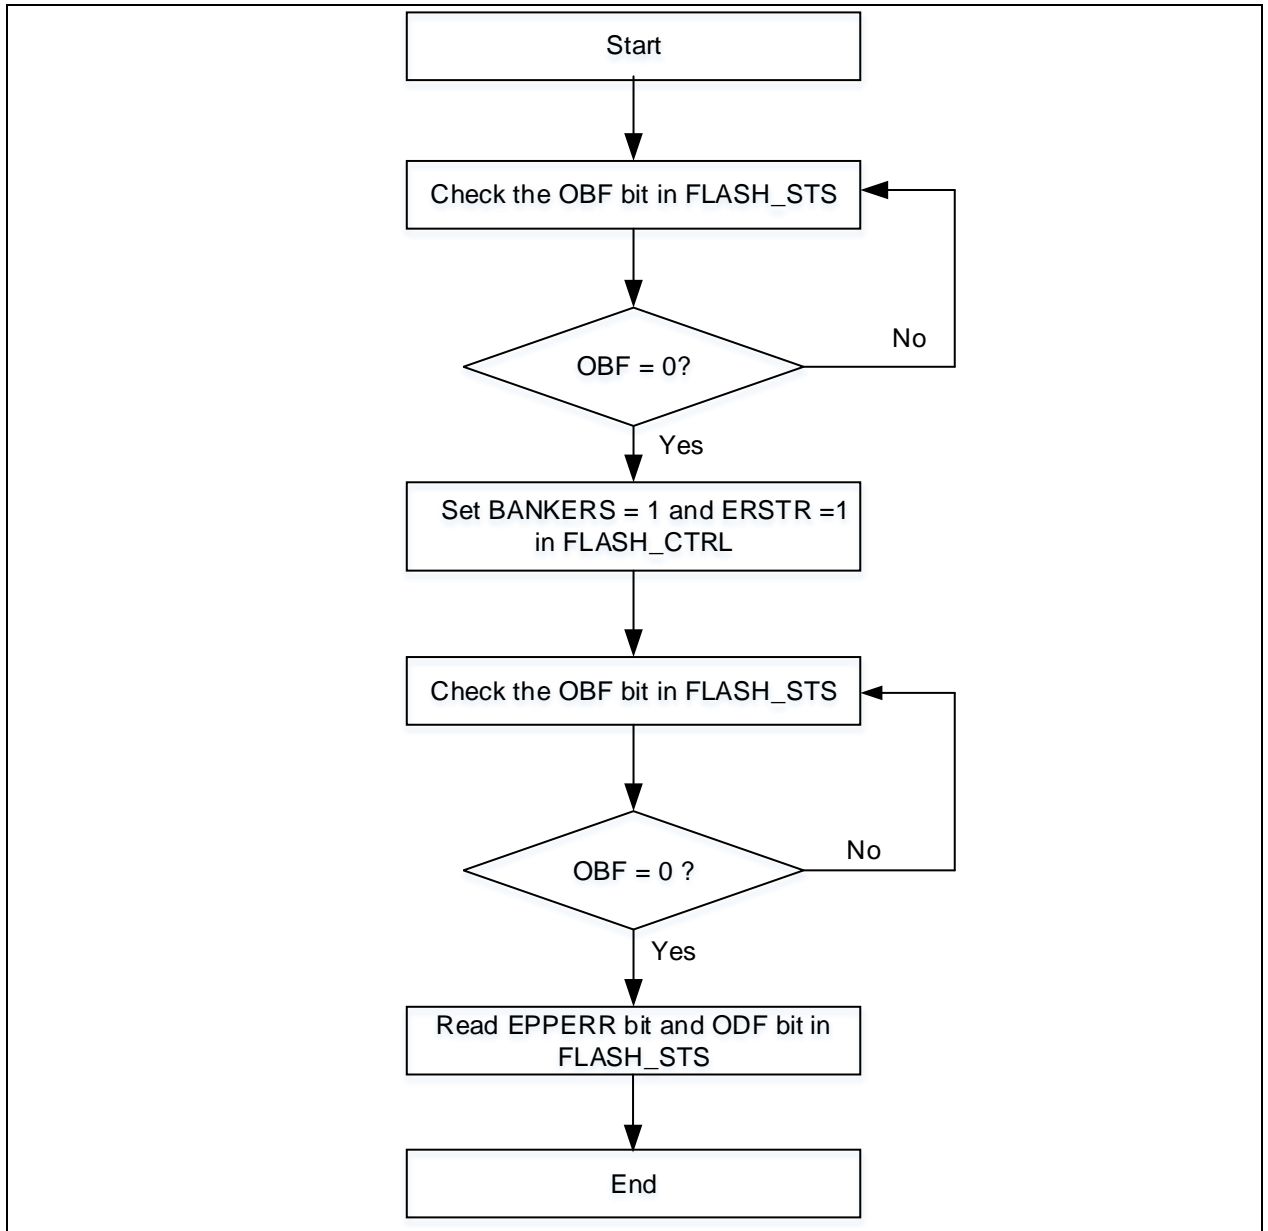 Start
Check the OBF bit in FLASH_STS
OBF = 0?
No
Yes
Set BANKERS = 1 and ERSTR =1
in FLASH_CTRL
Check the OBF bit in FLASH_STS
OBF = 0 ?
No
Yes
Read EPPERR bit and ODF bit in
FLASH_STS
End